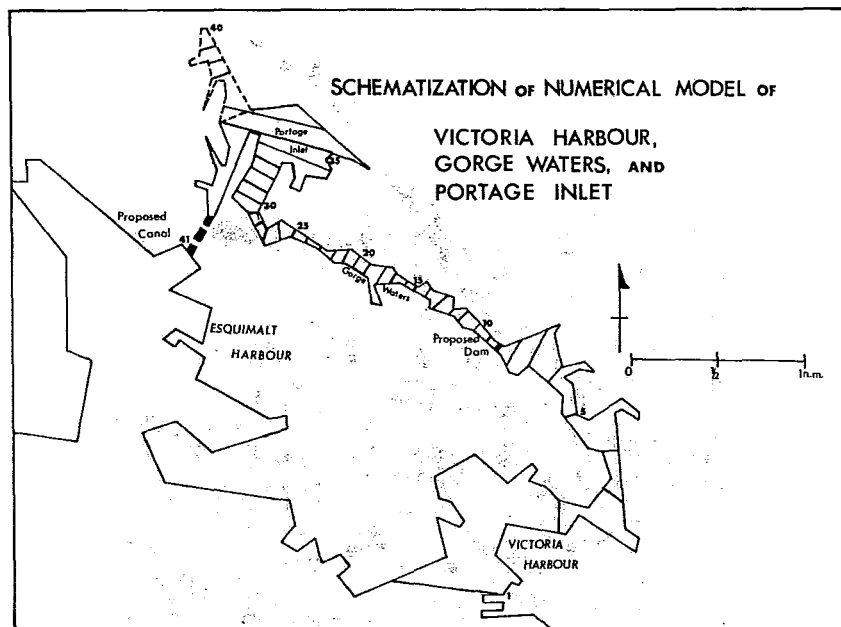 SCHEMATIZATION OF NUMERICAL MODEL OF
VICTORIA HARBOUR,
GORGE WATERS, AND
PORTAGE INLET
40
Portage
Inlet
35
30
Proposed
Canal
41
25
20
Gorge
Waters
15
10
Proposed
Dam
ESQUIMALT
HARBOUR
0
½
1n.m.
5
VICTORIA
HARBOUR
1